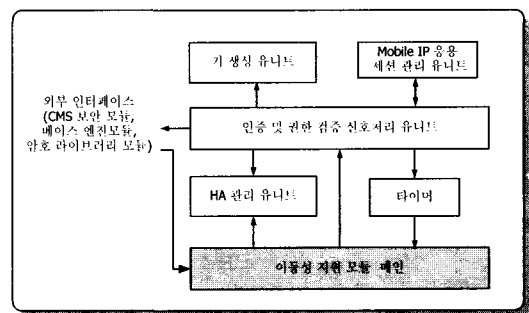 키 생성 유니트
Mobile IP 응용
세션 관리 유니트
외부 인터페이스
(CMS 보안 모듈,
베이스 엔진모듈,
암호 라이브러리 모듈)
인증 및 권한 검증 신호처리 유니트
HA 관리 유니트
타이머
이동성 지원 모듈 메인